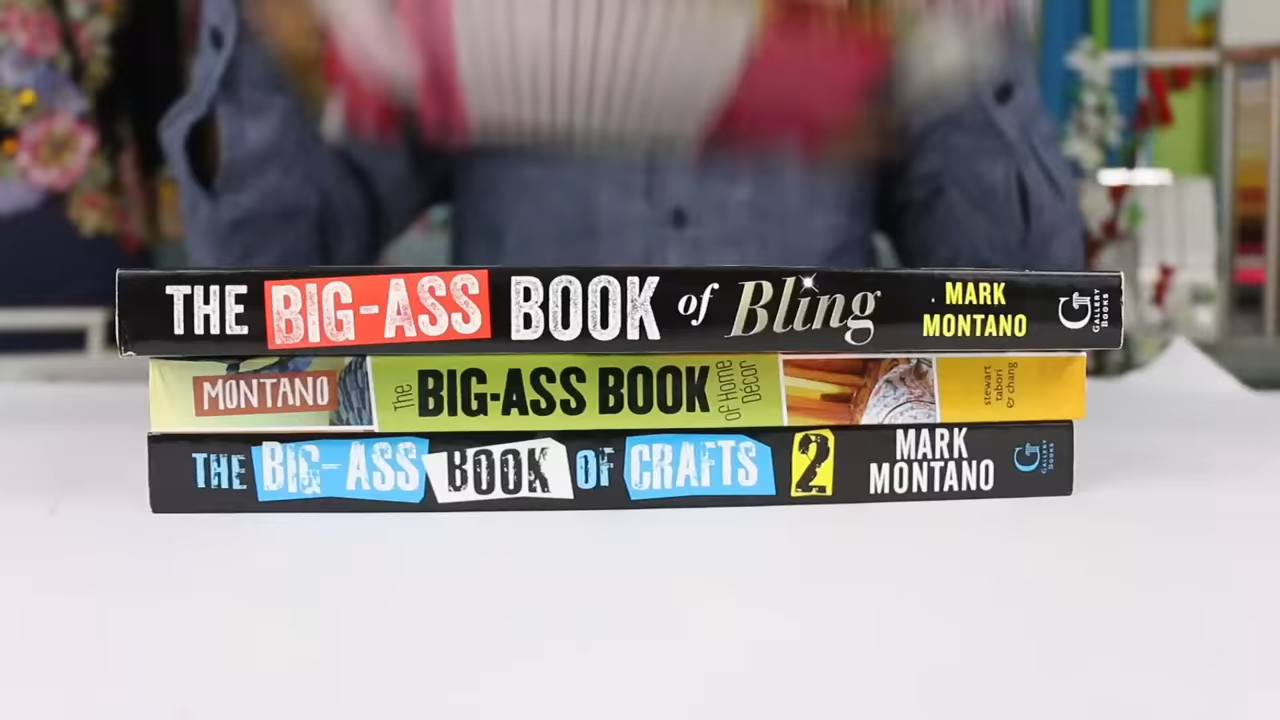 THE BIG-ASS BOOK of Bling
MARK
MONTANO
G
GALLERY
BOOKS
MONTANO
The
BIG-ASS BOOK
of Home
Décor
stewart
tabori
& chang
THE BIG-ASS BOOK OF CRAFTS 2
MARK
MONTANO
G
GALLERY
BOOKS